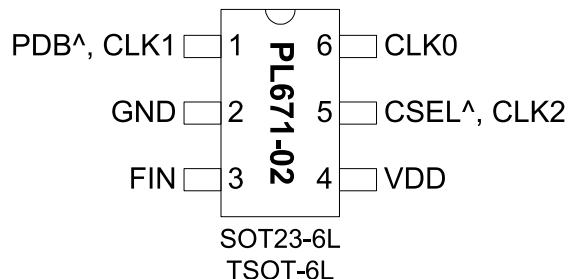 PDB^, CLK1 1 6 CLK0
GND 2 5 CSEL^, CLK2
FIN 3 4 VDD
PL671-02
SOT23-6L
TSOT-6L